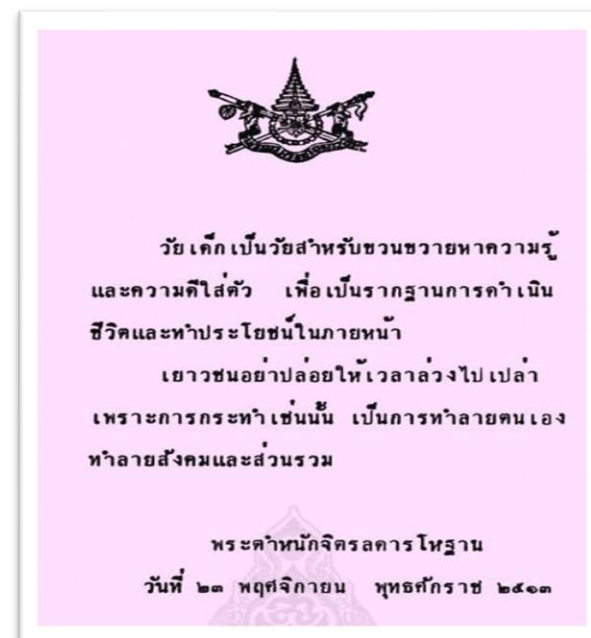 วัยเด็กเป็นวัยสำหรับขวนขวายหาความรู้
และความดีใส่ตัว เพื่อเป็นรากฐานการดำเนิน
ชีวิตและทำประโยชน์ในภายหน้า
เยาวชนอย่าปล่อยให้เวลาล่วงไปเปล่า
เพราะการกระทำเช่นนั้น เป็นการทำลายตนเอง
ทำลายสังคมและส่วนรวม
พระตำหนักจิตรลดารโหฐาน
วันที่ ๒๓ พฤศจิกายน พุทธศักราช ๒๕๑๓